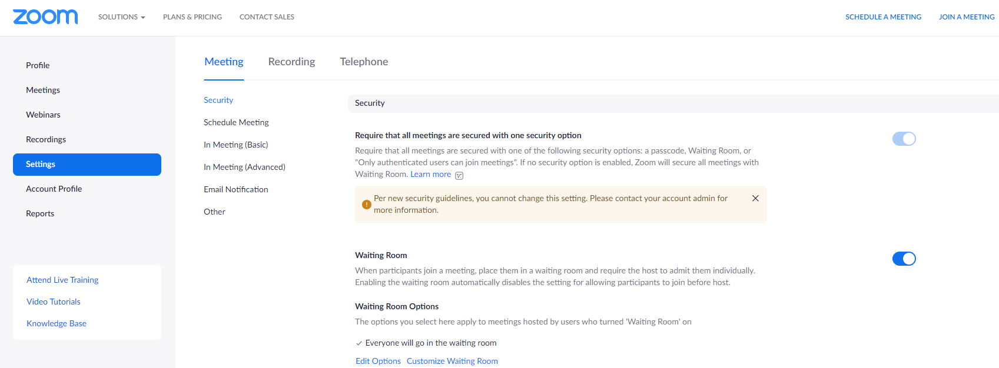 zoom
SOLUTIONS
PLANS & PRICING
CONTACT SALES
SCHEDULE A MEETING
JOIN A MEETING
Profile
Meetings
Webinars
Recordings
Settings
Account Profile
Reports
Attend Live Training
Video Tutorials
Knowledge Base
Meeting
Recording
Telephone
Security
Schedule Meeting
In Meeting (Basic)
In Meeting (Advanced)
Email Notification
Other
Security
Require that all meetings are secured with one security option
Require that all meetings are secured with one of the following security options: a passcode, Waiting Room, or
"Only authenticated users can join meetings". If no security option is enabled, Zoom will secure all meetings with
Waiting Room. Learn more
Per new security guidelines, you cannot change this setting. Please contact your account admin for
more information.
Waiting Room
When participants join a meeting, place them in a waiting room and require the host to admit them individually.
Enabling the waiting room automatically disables the setting for allowing participants to join before host.
Waiting Room Options
The options you select here apply to meetings hosted by users who turned 'Waiting Room' on
Everyone will go in the waiting room
Edit Options Customize Waiting Room